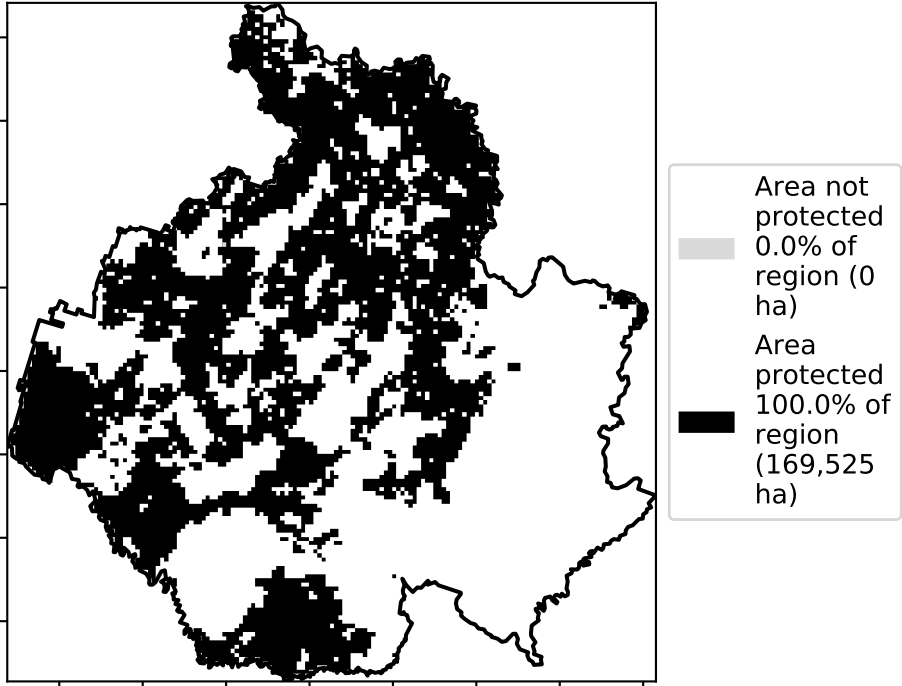 Area not
protected
0.0% of
region (0
ha)
Area
protected
100.0% of
region
(169,525
ha)